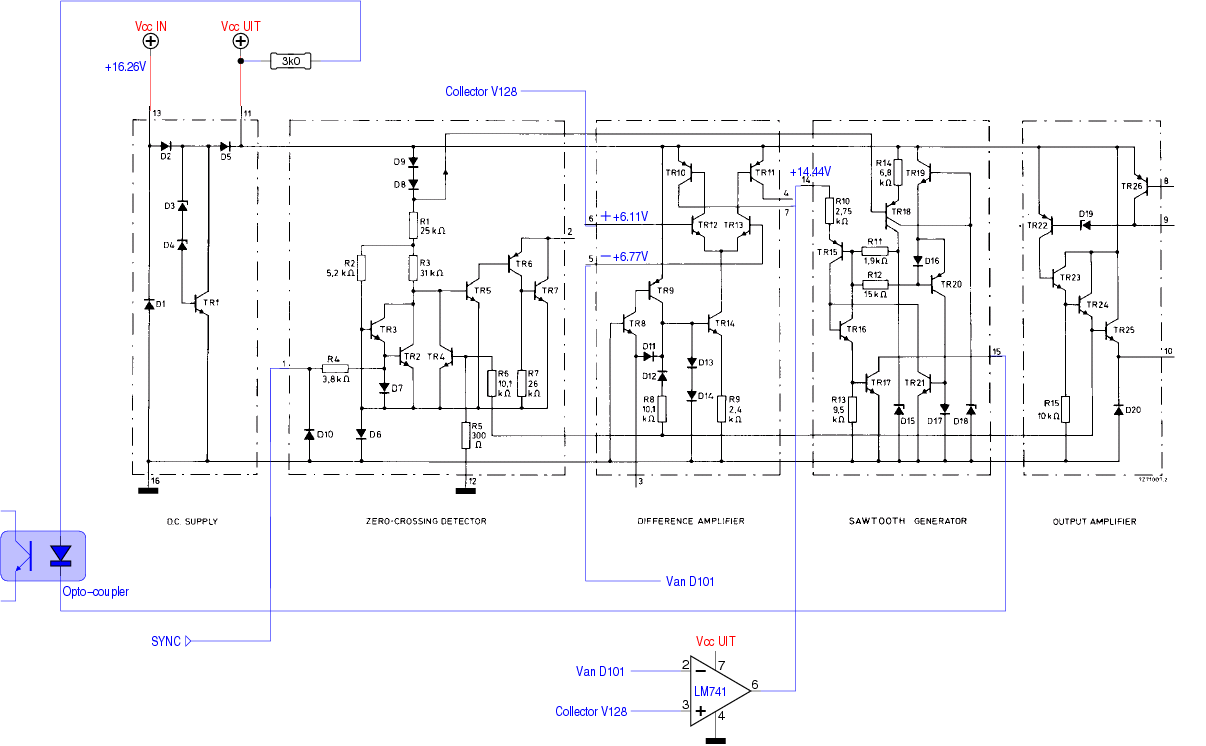 Vcc IN
Vcc UIT
+16.26V
3k0
Collector V128
13
11
D2
D5
D3
D4
D1
TR1
16
D9
D8
R1
25 kΩ
R2
5,2 kΩ
R3
31 kΩ
TR3
TR2
TR4
TR5
TR6
TR7
2
1
R4
3,8 kΩ
D7
D10
D6
R6
10,1
kΩ
R7
26
kΩ
R5
300
Ω
12
TR10
TR11
+14.44V
4
7
6
+ +6.11V
TR12
TR13
5
− +6.77V
TR9
TR8
TR14
D11
D12
D13
D14
R8
10,1
kΩ
R9
2,4
kΩ
3
14
R14
6,8
kΩ
TR19
R10
2,75
kΩ
TR18
TR15
R11
1,9kΩ
R12
15 kΩ
D16
TR20
TR16
TR17
TR21
15
R13
9,5
kΩ
D15
D17
D18
TR26
8
9
D19
TR22
TR23
TR24
TR25
10
R15
10 kΩ
D20
7Z71001.2
D.C. SUPPLY
ZERO-CROSSING DETECTOR
DIFFERENCE AMPLIFIER
SAWTOOTH GENERATOR
OUTPUT AMPLIFIER
Opto-coupler
Van D101
SYNC
Vcc UIT
Van D101
2
7
−
LM741
6
Collector V128
3
+
4